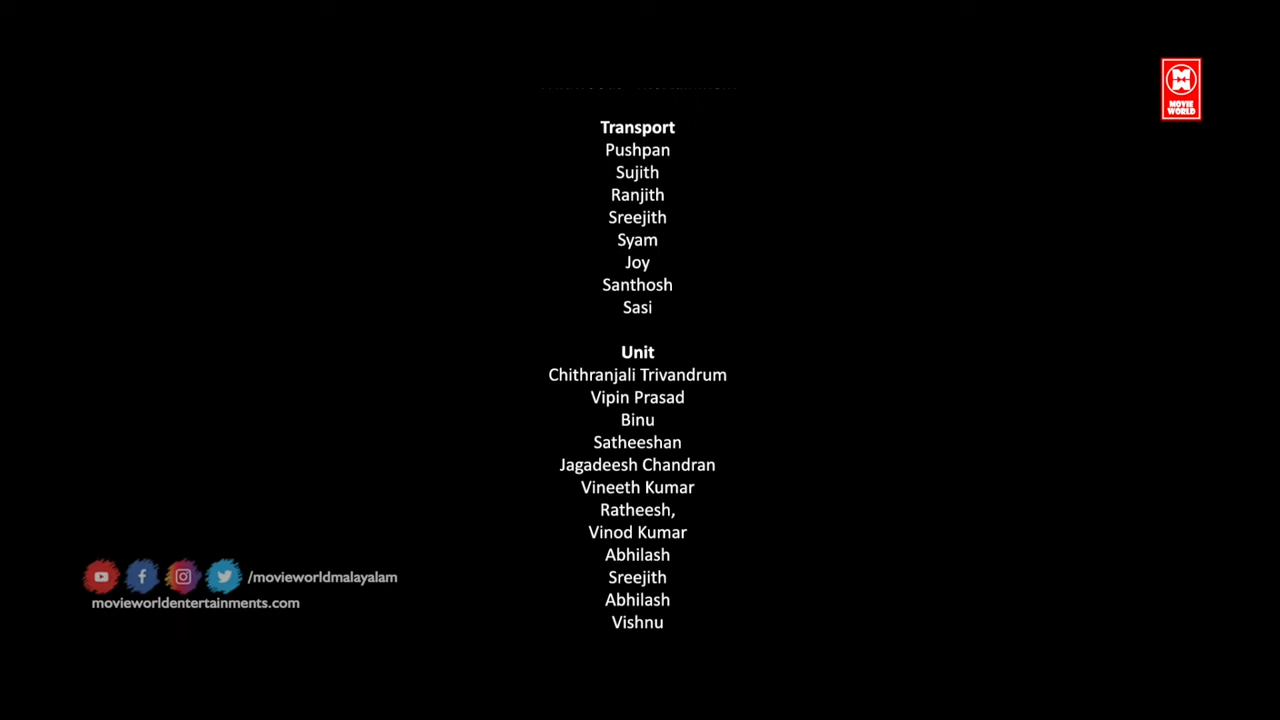 MOVIE
WORLD
Transport
Pushpan
Sujith
Ranjith
Sreejith
Syam
Joy
Santhosh
Sasi
Unit
Chithranjali Trivandrum
Vipin Prasad
Binu
Satheeshan
Jagadeesh Chandran
Vineeth Kumar
Ratheesh,
Vinod Kumar
Abhilash
Sreejith
Abhilash
Vishnu
/movieworldmalayalam
movieworldentertainments.com